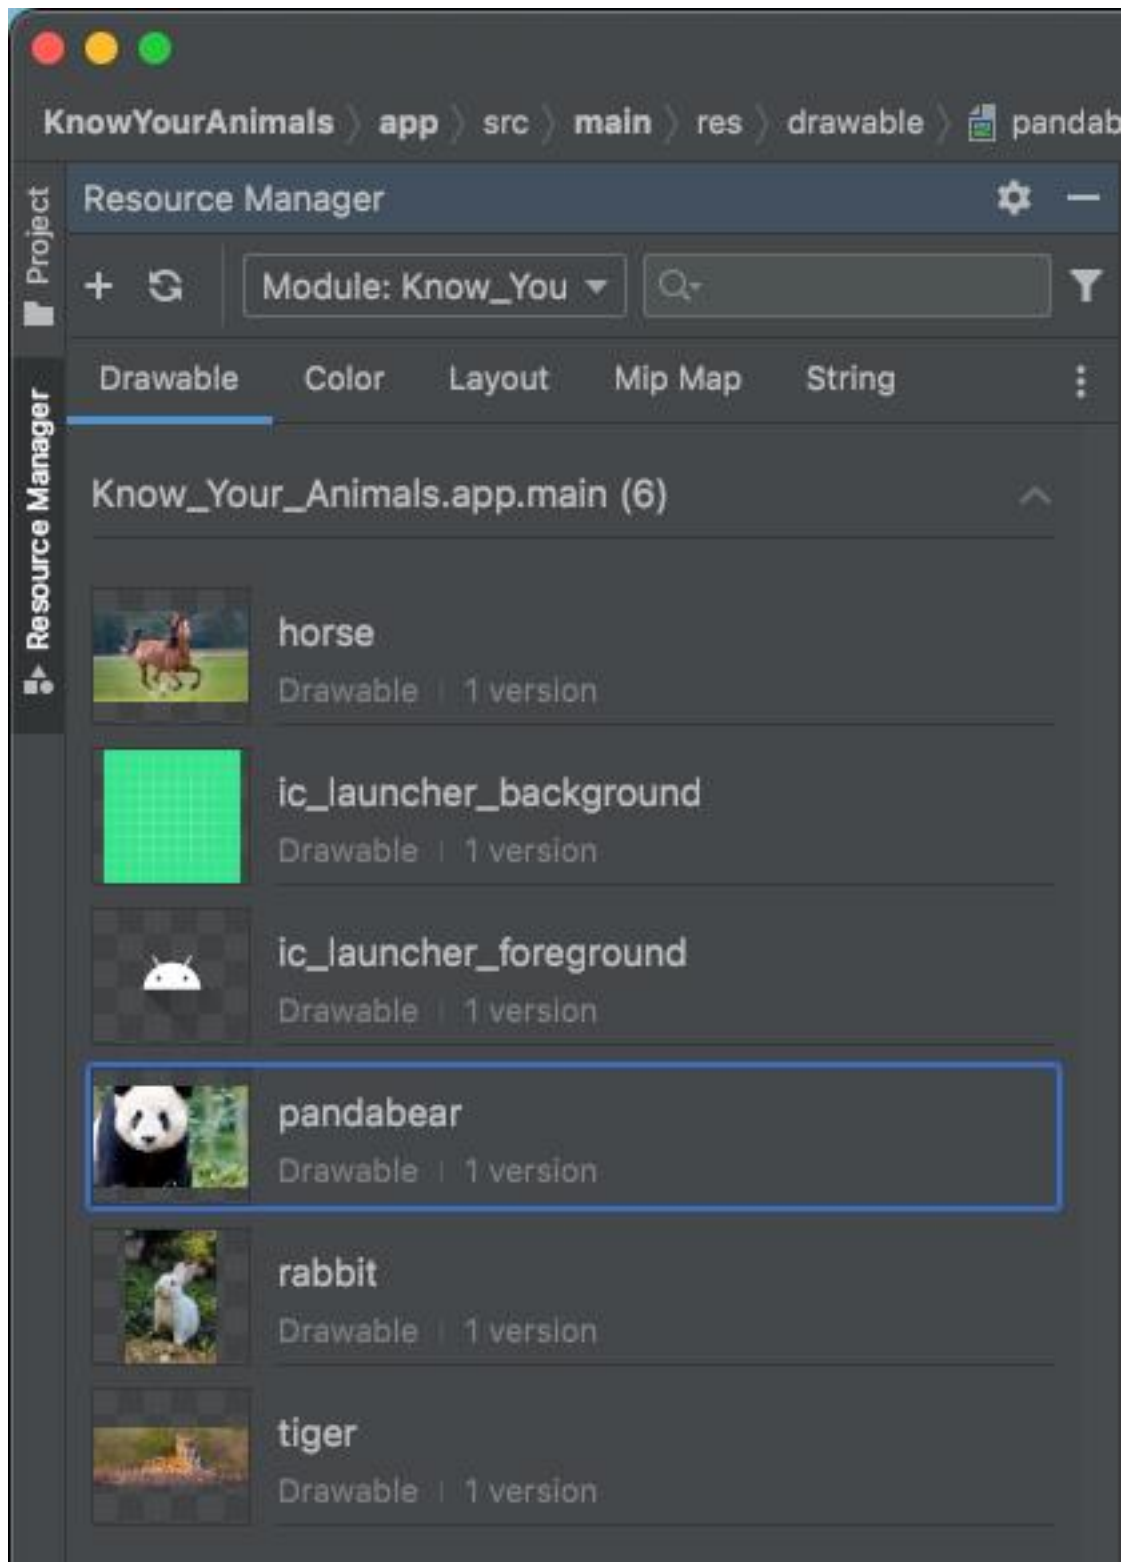 KnowYourAnimals 〉 app 〉 src 〉 main 〉 res 〉 drawable 〉 pandab
Project
Resource Manager
Resource Manager
Module: Know_You
Drawable Color Layout Mip Map String
Know_Your_Animals.app.main (6)
horse
Drawable | 1 version
ic_launcher_background
Drawable | 1 version
ic_launcher_foreground
Drawable | 1 version
pandabear
Drawable | 1 version
rabbit
Drawable | 1 version
tiger
Drawable | 1 version